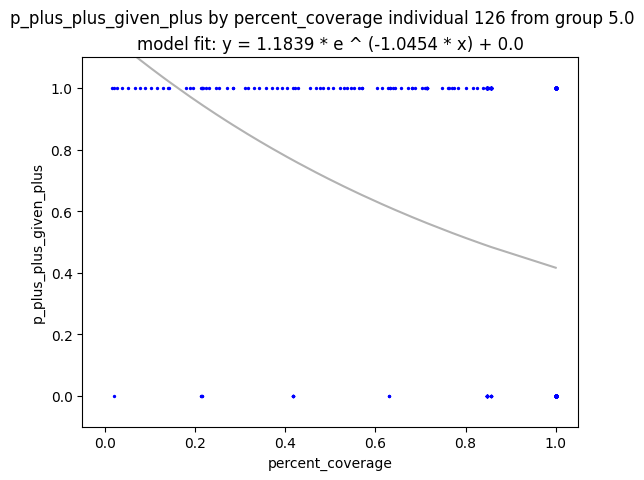 p_plus_plus_given_plus by percent_coverage individual 126 from group 5.0
model fit: y = 1.1839 * e ^ (-1.0454 * x) + 0.0
1.0
0.8
0.6
0.4
0.2
0.0
p_plus_plus_given_plus
0.0 0.2 0.4 0.6 0.8 1.0
percent_coverage